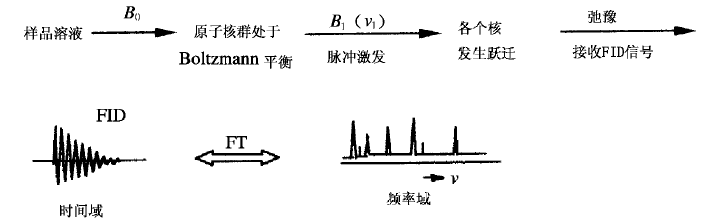 样品溶液
B₀
原子核群处于
Boltzmann 平衡
B₁（ν₁）
脉冲激发
各个核
发生跃迁
弛豫
接收FID信号
FID
时间域
FT
ν
频率域